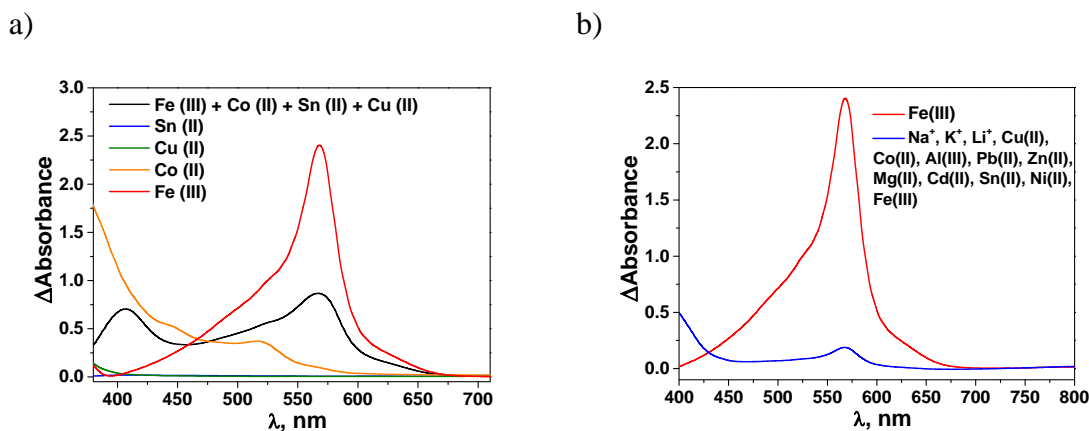 a)
b)
3.0
2.5
2.0
1.5
1.0
0.5
0.0
ΔAbsorbance
Fe (III) + Co (II) + Sn (II) + Cu (II)
Sn (II)
Cu (II)
Co (II)
Fe (III)
400 450 500 550 600 650 700
λ, nm
2.5
2.0
1.5
1.0
0.5
0.0
ΔAbsorbance
Fe(III)
Na⁺, K⁺, Li⁺, Cu(II),
Co(II), Al(III), Pb(II), Zn(II),
Mg(II), Cd(II), Sn(II), Ni(II),
Fe(III)
400 450 500 550 600 650 700 750 800
λ, nm